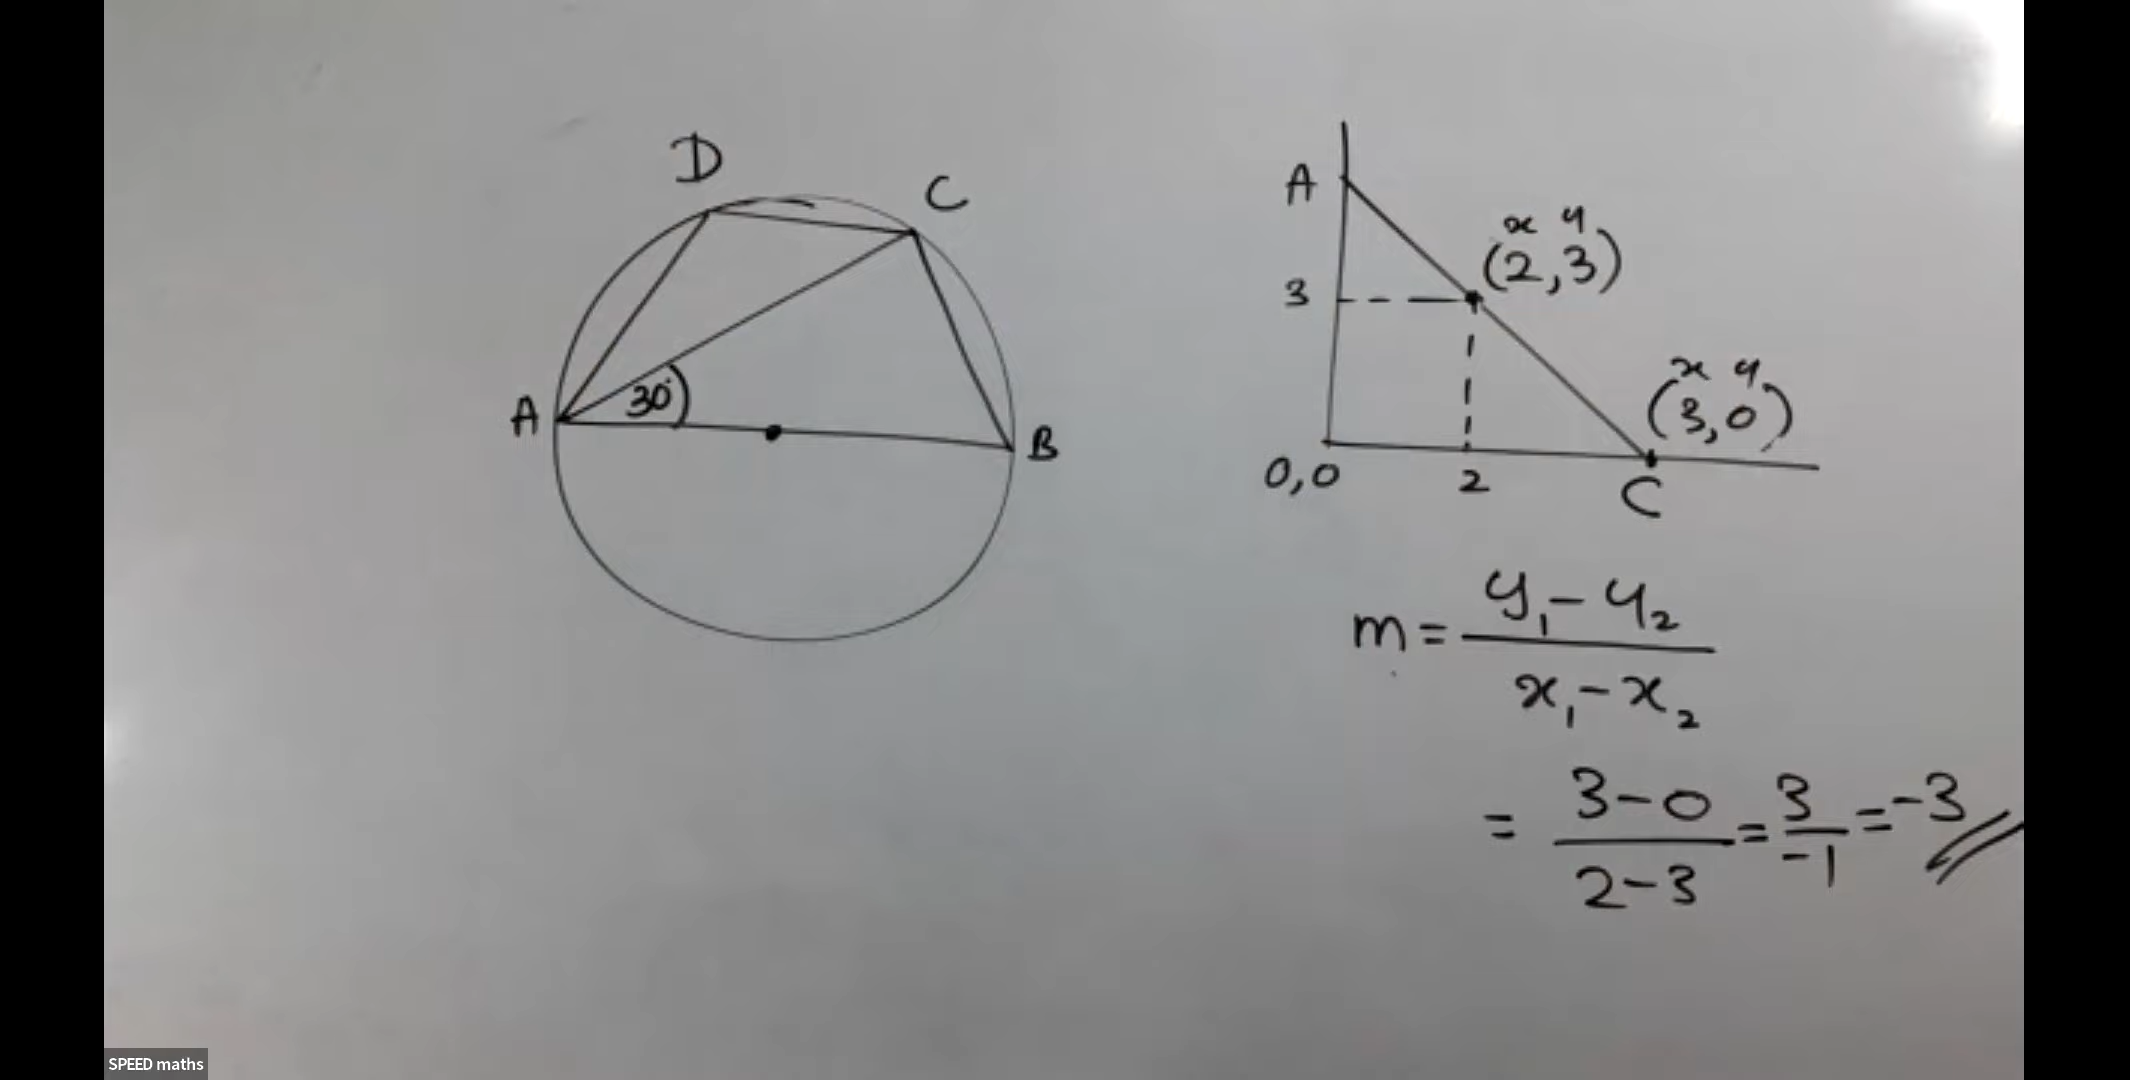 D
C
A
30°
B
A
x y
(2,3)
3
x y
(3,0)
0,0
2
C
m = y₁ - y₂ / x₁ - x₂
= 3-0 / 2-3 = 3 / -1 = -3
SPEED maths